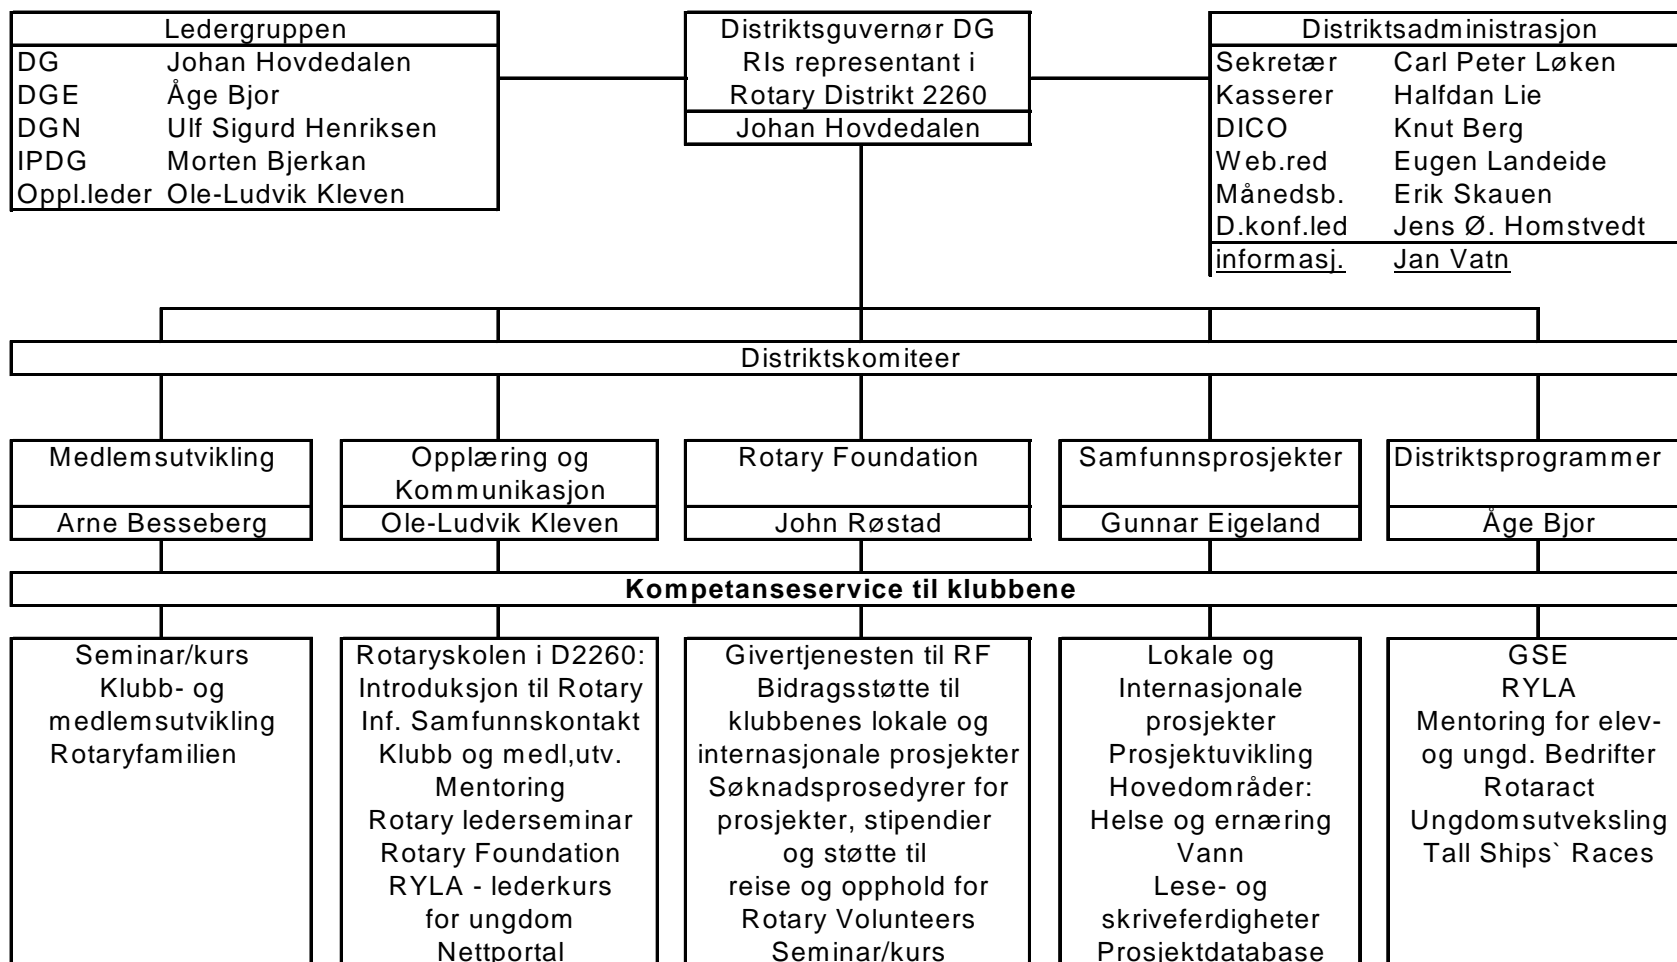 Ledergruppen
DG Johan Hovdedalen
DGE Åge Bjor
DGN Ulf Sigurd Henriksen
IPDG Morten Bjerkan
Oppl.leder Ole-Ludvik Kleven
Distriktsguvernør DG
RIs representant i
Rotary Distrikt 2260
Johan Hovdedalen
Distriktsadministrasjon
Sekretær Carl Peter Løken
Kasserer Halfdan Lie
DICO Knut Berg
Web.red Eugen Landeide
Månedsb. Erik Skauen
D.konf.led Jens Ø. Homstvedt
informasj. Jan Vatn
Distriktskomiteer
Medlemsutvikling
Arne Besseberg
Opplæring og
Kommunikasjon
Ole-Ludvik Kleven
Rotary Foundation
John Røstad
Samfunnsprosjekter
Gunnar Eigeland
Distriktsprogrammer
Åge Bjor
Kompetanseservice til klubbene
Seminar/kurs
Klubb- og
medlemsutvikling
Rotaryfamilien
Rotaryskolen i D2260:
Introduksjon til Rotary
Inf. Samfunnskontakt
Klubb og medl,utv.
Mentoring
Rotary lederseminar
Rotary Foundation
RYLA - lederkurs
for ungdom
Nettportal
Givertjenesten til RF
Bidragsstøtte til
klubbenes lokale og
internasjonale prosjekter
Søknadsprosedyrer for
prosjekter, stipendier
og støtte til
reise og opphold for
Rotary Volunteers
Seminar/kurs
Lokale og
Internasjonale
prosjekter
Prosjektuvikling
Hovedområder:
Helse og ernæring
Vann
Lese- og
skriveferdigheter
Prosjektdatabase
GSE
RYLA
Mentoring for elev-
og ungd. Bedrifter
Rotaract
Ungdomsutveksling
Tall Ships` Races